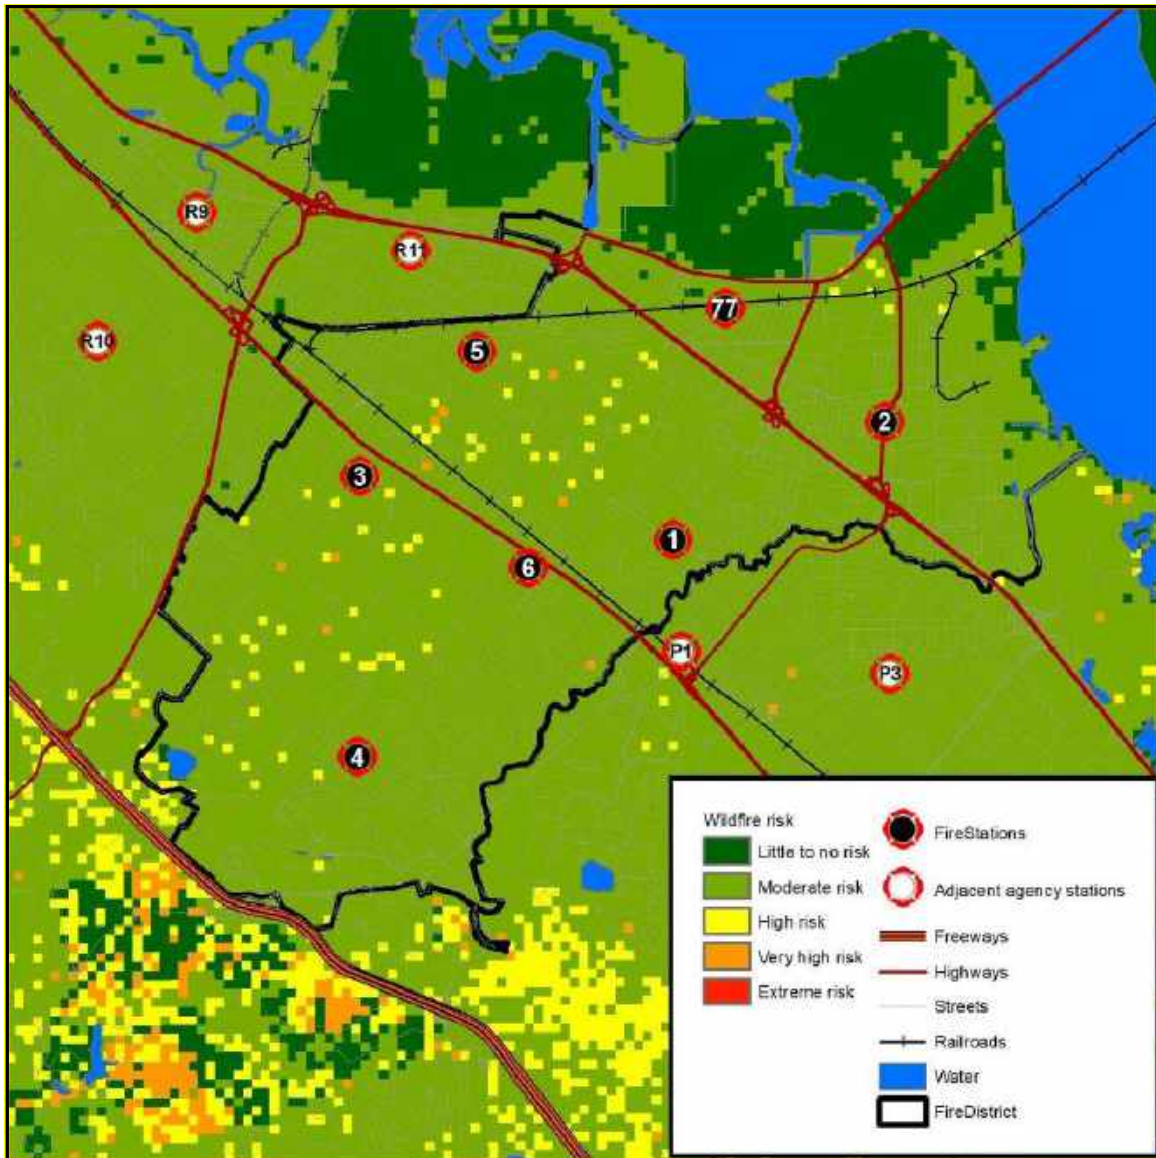 R9
R11
77
R10
5
2
3
1
6
P1
P3
4
Wildfire risk
Little to no risk
Moderate risk
High risk
Very high risk
Extreme risk
FireStations
Adjacent agency stations
Freeways
Highways
Streets
Railroads
Water
FireDistrict